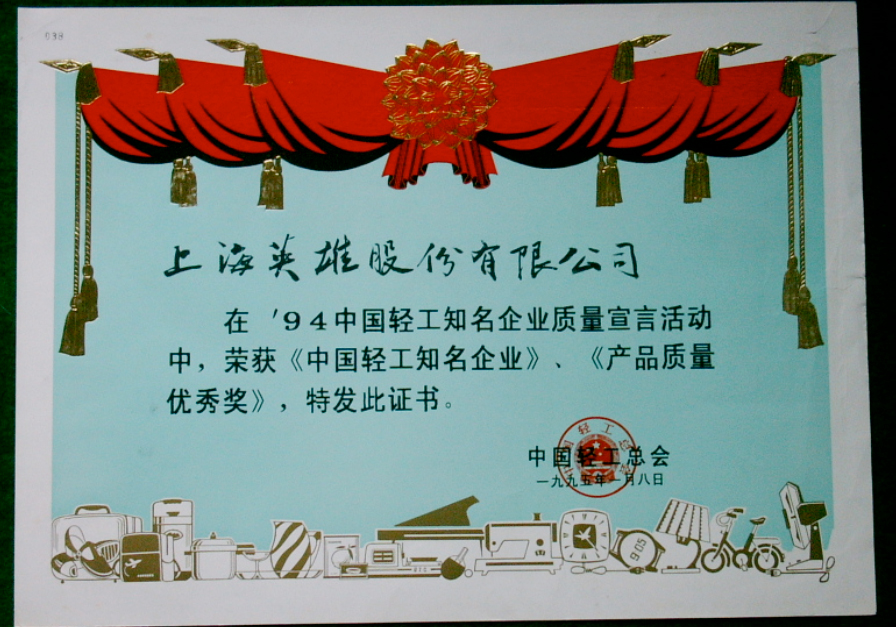 038
上海英雄股份有限公司
在 '94中国轻工知名企业质量宣言活动
中，荣获《中国轻工知名企业》、《产品质量
优秀奖》，特发此证书。
中国轻工总会
一九九五年一月八日
9:05